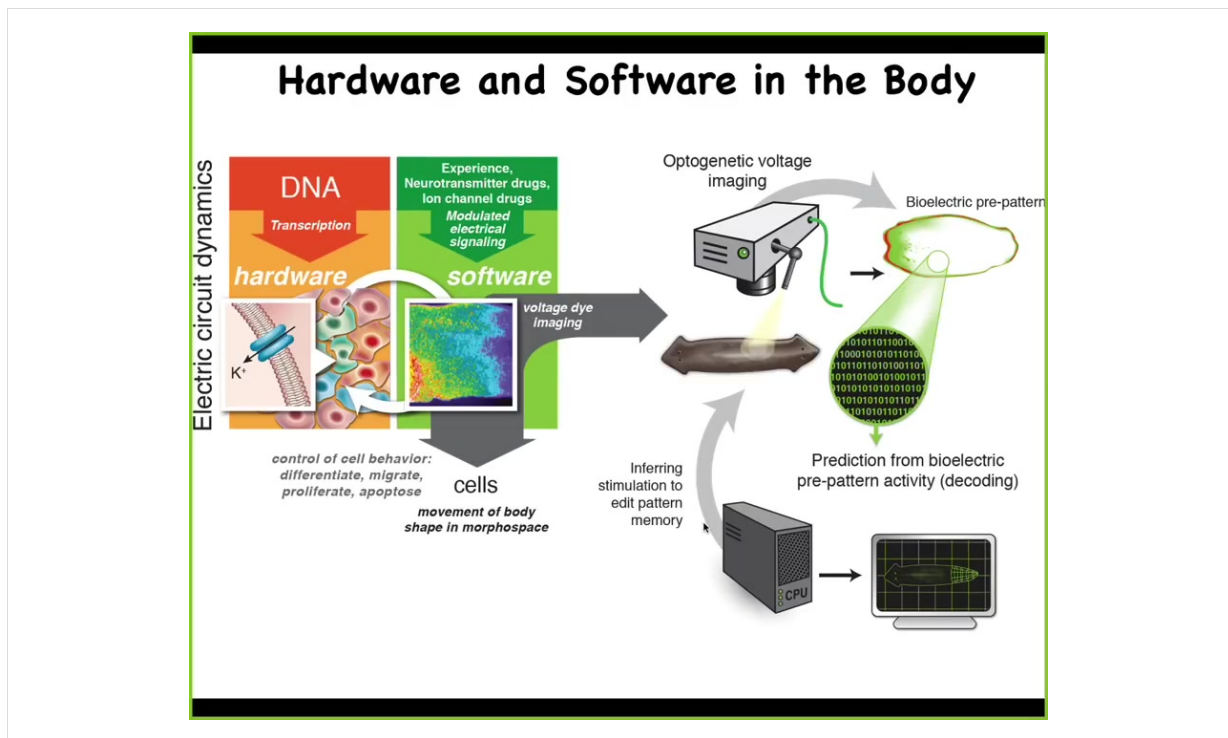 Hardware and Software in the Body
Electric circuit dynamics
DNA
Transcription
hardware
K+
Experience,
Neurotransmitter drugs,
Ion channel drugs
Modulated
electrical
signaling
software
voltage dye
imaging
control of cell behavior:
differentiate, migrate,
proliferate, apoptose
cells
movement of body
shape in morphospace
Optogenetic voltage
imaging
Bioelectric pre-pattern
Prediction from bioelectric
pre-pattern activity (decoding)
Inferring
stimulation to
edit pattern
memory
CPU